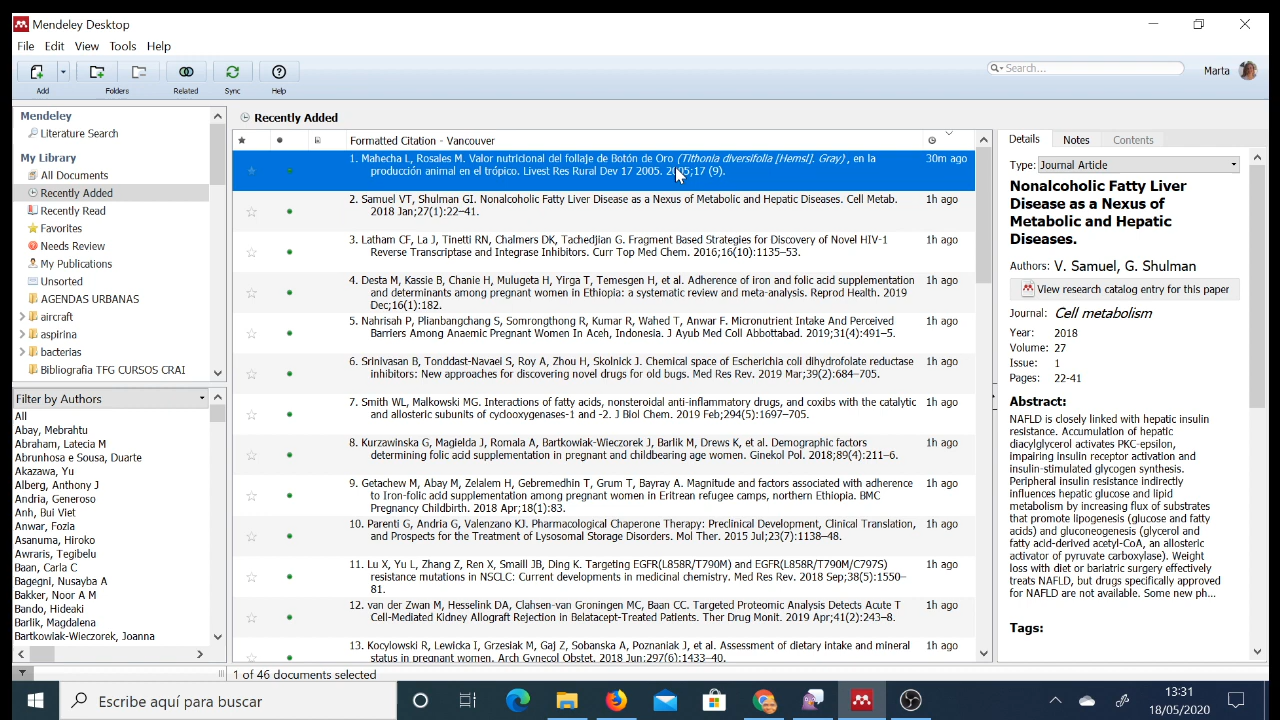 Mendeley Desktop
File Edit View Tools Help
Add Folders Related Sync Help
Search...
Marta
Mendeley
Literature Search
My Library
All Documents
Recently Added
Recently Read
Favorites
Needs Review
My Publications
Unsorted
AGENDAS URBANAS
aircraft
aspirina
bacterias
Bibliografia TFG CURSOS CRAI
Filter by Authors
All
Abay, Mebrahtu
Abraham, Latecia M
Abrunhosa e Sousa, Duarte
Akazawa, Yu
Alberg, Anthony J
Andria, Generoso
Anh, Bui Viet
Anwar, Fozia
Asanuma, Hiroko
Awraris, Tegibelu
Baan, Carla C
Bagegni, Nusayba A
Bakker, Noor A M
Bando, Hideaki
Barlik, Magdalena
Bartkowiak-Wieczorek, Joanna
Recently Added
Formatted Citation - Vancouver
1. Mahecha L, Rosales M. Valor nutricional del follaje de Botón de Oro (Tithonia diversifolia [Hemsl]. Gray), en la 30m ago
producción animal en el trópico. Livest Res Rural Dev 17 2005. 2005;17 (9).
2. Samuel VT, Shulman GI. Nonalcoholic Fatty Liver Disease as a Nexus of Metabolic and Hepatic Diseases. Cell Metab. 1h ago
2018 Jan;27(1):22–41.
3. Latham CF, La J, Tinetti RN, Chalmers DK, Tachedjian G. Fragment Based Strategies for Discovery of Novel HIV-1 1h ago
Reverse Transcriptase and Integrase Inhibitors. Curr Top Med Chem. 2016;16(10):1135–53.
4. Desta M, Kassie B, Chanie H, Mulugeta H, Yirga T, Temesgen H, et al. Adherence of iron and folic acid supplementation 1h ago
and determinants among pregnant women in Ethiopia: a systematic review and meta-analysis. Reprod Health. 2019
Dec;16(1):182.
5. Nahrisah P, Plianbangchang S, Somrongthong R, Kumar R, Wahed T, Anwar F. Micronutrient Intake And Perceived 1h ago
Barriers Among Anaemic Pregnant Women In Aceh, Indonesia. J Ayub Med Coll Abbottabad. 2019;31(4):491–5.
6. Srinivasan B, Tonddast-Navaei S, Roy A, Zhou H, Skolnick J. Chemical space of Escherichia coli dihydrofolate reductase 1h ago
inhibitors: New approaches for discovering novel drugs for old bugs. Med Res Rev. 2019 Mar;39(2):684–705.
7. Smith WL, Malkowski MG. Interactions of fatty acids, nonsteroidal anti-inflammatory drugs, and coxibs with the catalytic 1h ago
and allosteric subunits of cyclooxygenases-1 and -2. J Biol Chem. 2019 Feb;294(5):1697–705.
8. Kurzawinska G, Magielda J, Romala A, Bartkowiak-Wieczorek J, Barlik M, Drews K, et al. Demographic factors 1h ago
determining folic acid supplementation in pregnant and childbearing age women. Ginekol Pol. 2018;89(4):211–6.
9. Getachew M, Abay M, Zelalem H, Gebremedhin T, Grum T, Bayray A. Magnitude and factors associated with adherence 1h ago
to Iron-folic acid supplementation among pregnant women in Eritrean refugee camps, northern Ethiopia. BMC
Pregnancy Childbirth. 2018 Apr;18(1):83.
10. Parenti G, Andria G, Valenzano KJ. Pharmacological Chaperone Therapy: Preclinical Development, Clinical Translation, 1h ago
and Prospects for the Treatment of Lysosomal Storage Disorders. Mol Ther. 2015 Jul;23(7):1138–48.
11. Lu X, Yu L, Zhang Z, Ren X, Smaill JB, Ding K. Targeting EGFR(L858R/T790M) and EGFR(L858R/T790M/C797S) 1h ago
resistance mutations in NSCLC: Current developments in medicinal chemistry. Med Res Rev. 2018 Sep;38(5):1550–
81.
12. van der Zwan M, Hesselink DA, Clahsen-van Groningen MC, Baan CC. Targeted Proteomic Analysis Detects Acute T 1h ago
Cell-Mediated Kidney Allograft Rejection in Belatacept-Treated Patients. Ther Drug Monit. 2019 Apr;41(2):243–8.
13. Kocylowski R, Lewicka I, Grzesiak M, Gaj Z, Sobanska A, Poznaniak J, et al. Assessment of dietary intake and mineral 1h ago
status in pregnant women. Arch Gynecol Obstet. 2018 Jun;297(6):1433–40.
1 of 46 documents selected
Details Notes Contents
Type: Journal Article
Nonalcoholic Fatty Liver
Disease as a Nexus of
Metabolic and Hepatic
Diseases.
Authors: V. Samuel, G. Shulman
View research catalog entry for this paper
Journal: Cell metabolism
Year: 2018
Volume: 27
Issue: 1
Pages: 22-41
Abstract:
NAFLD is closely linked with hepatic insulin
resistance. Accumulation of hepatic
diacylglycerol activates PKC-epsilon,
impairing insulin receptor activation and
insulin-stimulated glycogen synthesis.
Peripheral insulin resistance indirectly
influences hepatic glucose and lipid
metabolism by increasing flux of substrates
that promote lipogenesis (glucose and fatty
acids) and gluconeogenesis (glycerol and
fatty acid-derived acetyl-CoA, an allosteric
activator of pyruvate carboxylase). Weight
loss with diet or bariatric surgery effectively
treats NAFLD, but drugs specifically approved
for NAFLD are not available. Some new ph...
Tags:
Escribe aquí para buscar
13:31
18/05/2020